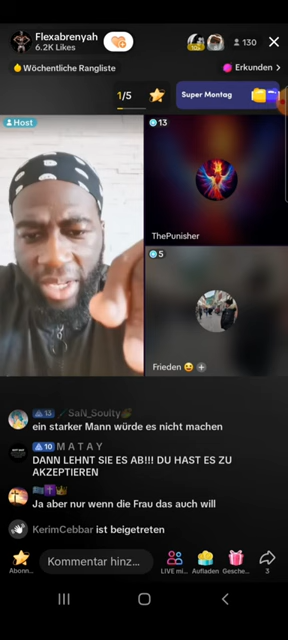 Flexabrenyah
6.2K Likes
130
Wöchentliche Rangliste
Erkunden >
1/5
Super Montag
Host
13
ThePunisher
5
Frieden 😫 +
13 SaN_Soulty
ein starker Mann würde es nicht machen
10 M A T A Y
DANN LEHNT SIE ES AB!!! DU HAST ES ZU
AKZEPTIEREN
Ja aber nur wenn die Frau das auch will
KerimCebbar ist beigetreten
Kommentar hinz...
Abonn...
LIVE mi...
Aufladen
Gesche...
3